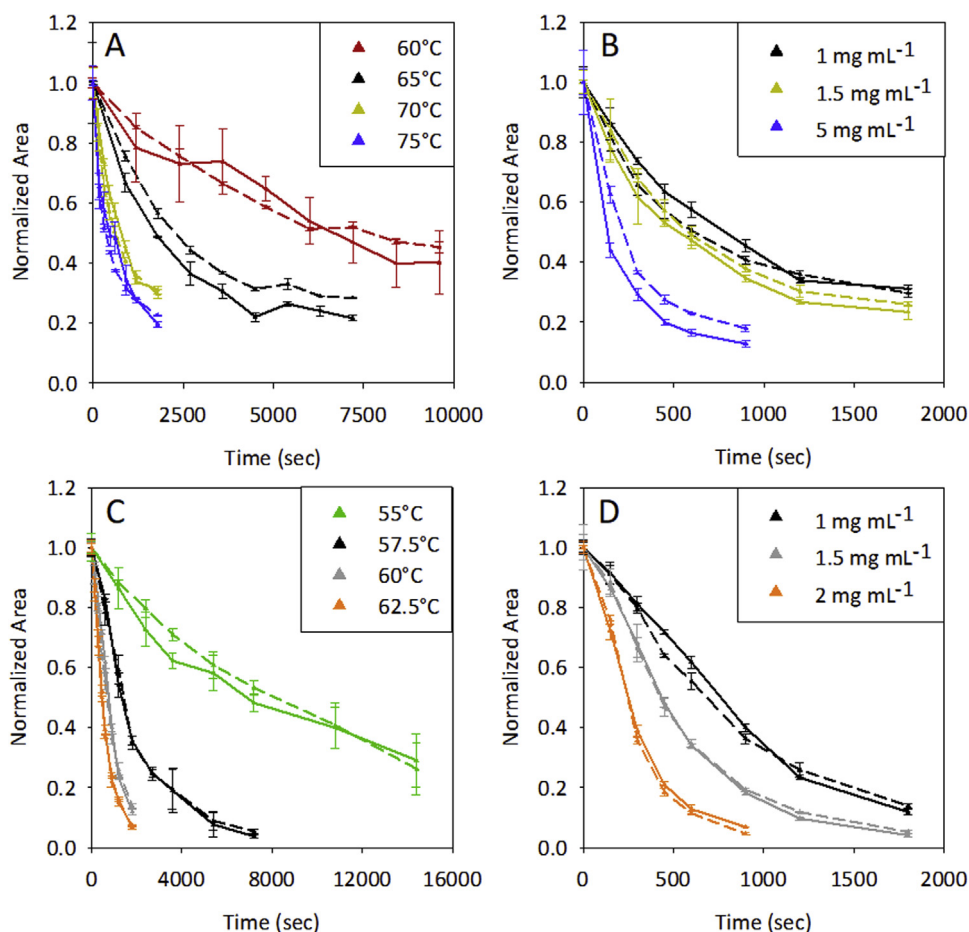 A
1.2
1.0
0.8
0.6
0.4
0.2
0.0
Normalized Area
60°C
65°C
70°C
75°C
0 2500 5000 7500 10000
Time (sec)
B
1.2
1.0
0.8
0.6
0.4
0.2
0.0
Normalized Area
1 mg mL-1
1.5 mg mL-1
5 mg mL-1
0 500 1000 1500 2000
Time (sec)
C
1.2
1.0
0.8
0.6
0.4
0.2
0.0
Normalized Area
55°C
57.5°C
60°C
62.5°C
0 4000 8000 12000 16000
Time (sec)
D
1.2
1.0
0.8
0.6
0.4
0.2
0.0
Normalized Area
1 mg mL-1
1.5 mg mL-1
2 mg mL-1
0 500 1000 1500 2000
Time (sec)